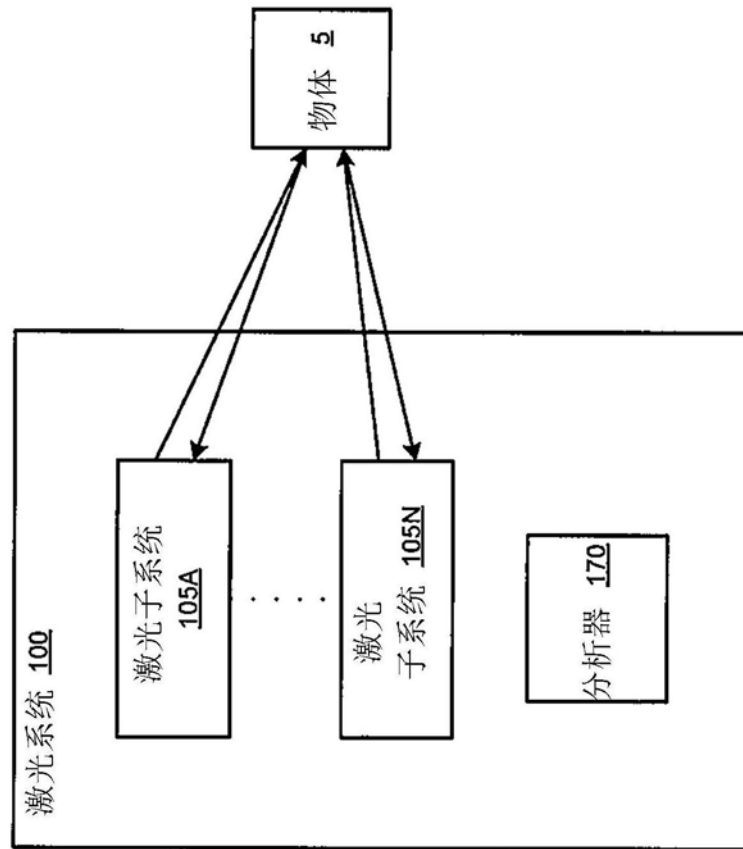 激光系统 100
激光子系统
105A
. . . .
激光
子系统 105N
分析器 170
物体 5